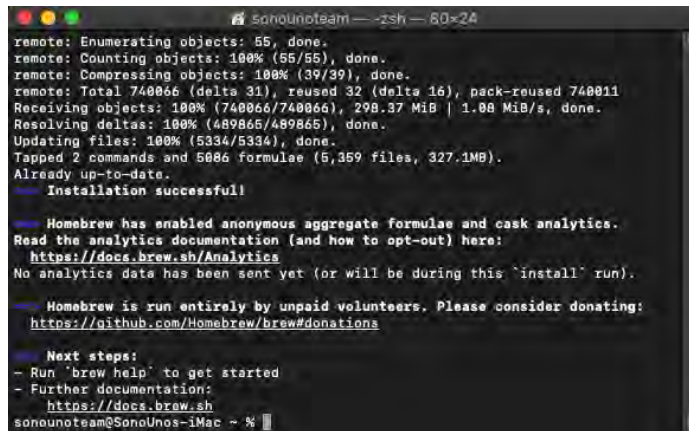 sonounoteam — -zsh — 80×24
remote: Enumerating objects: 55, done.
remote: Counting objects: 100% (55/55), done.
remote: Compressing objects: 100% (39/39), done.
remote: Total 740066 (delta 31), reused 32 (delta 16), pack-reused 740011
Receiving objects: 100% (740066/740066), 298.37 MiB | 1.08 MiB/s, done.
Resolving deltas: 100% (489865/489865), done.
Updating files: 100% (5334/5334), done.
Tapped 2 commands and 5086 formulae (5,359 files, 327.1MB).
Already up-to-date.
==> Installation successful!
==> Homebrew has enabled anonymous aggregate formulae and cask analytics.
Read the analytics documentation (and how to opt-out) here:
https://docs.brew.sh/Analytics
No analytics data has been sent yet (or will be during this `install` run).
==> Homebrew is run entirely by unpaid volunteers. Please consider donating:
https://github.com/Homebrew/brew#donations
==> Next steps:
- Run `brew help` to get started
- Further documentation:
https://docs.brew.sh
sonounoteam@SonoUnos-iMac ~ %